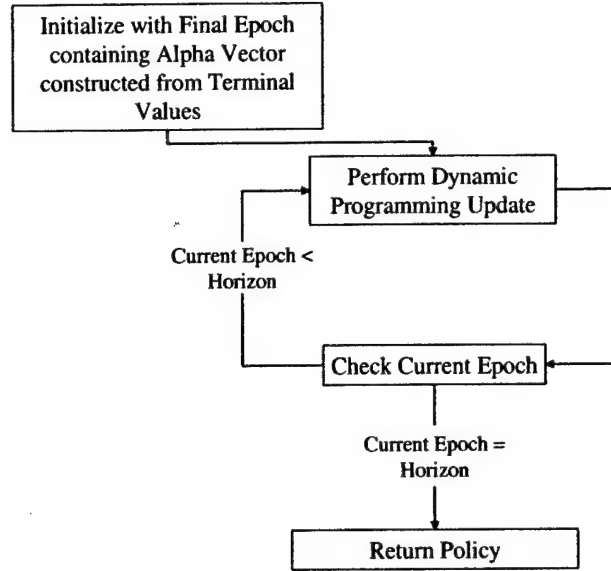 Initialize with Final Epoch
containing Alpha Vector
constructed from Terminal
Values
Perform Dynamic
Programming Update
Current Epoch <
Horizon
Check Current Epoch
Current Epoch =
Horizon
Return Policy